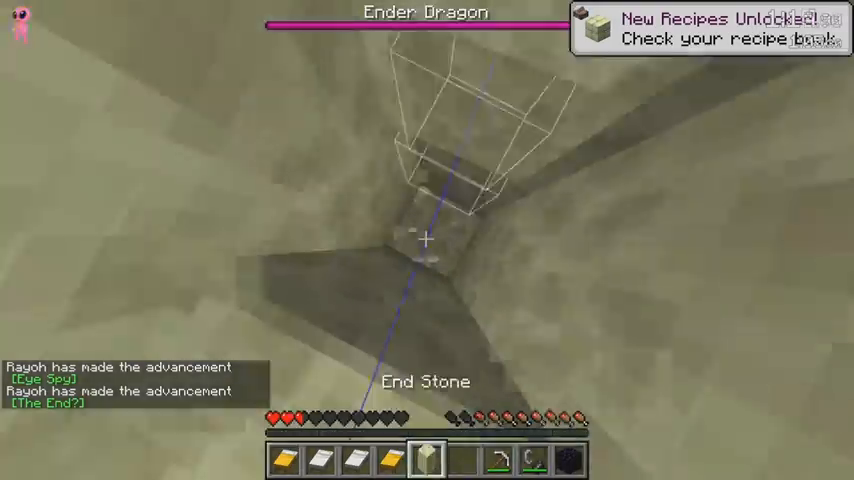 Ender Dragon
New Recipes Unlocked!
Check your recipe book
Rayoh has made the advancement
[Eye Spy]
Rayoh has made the advancement
[The End?]
End Stone